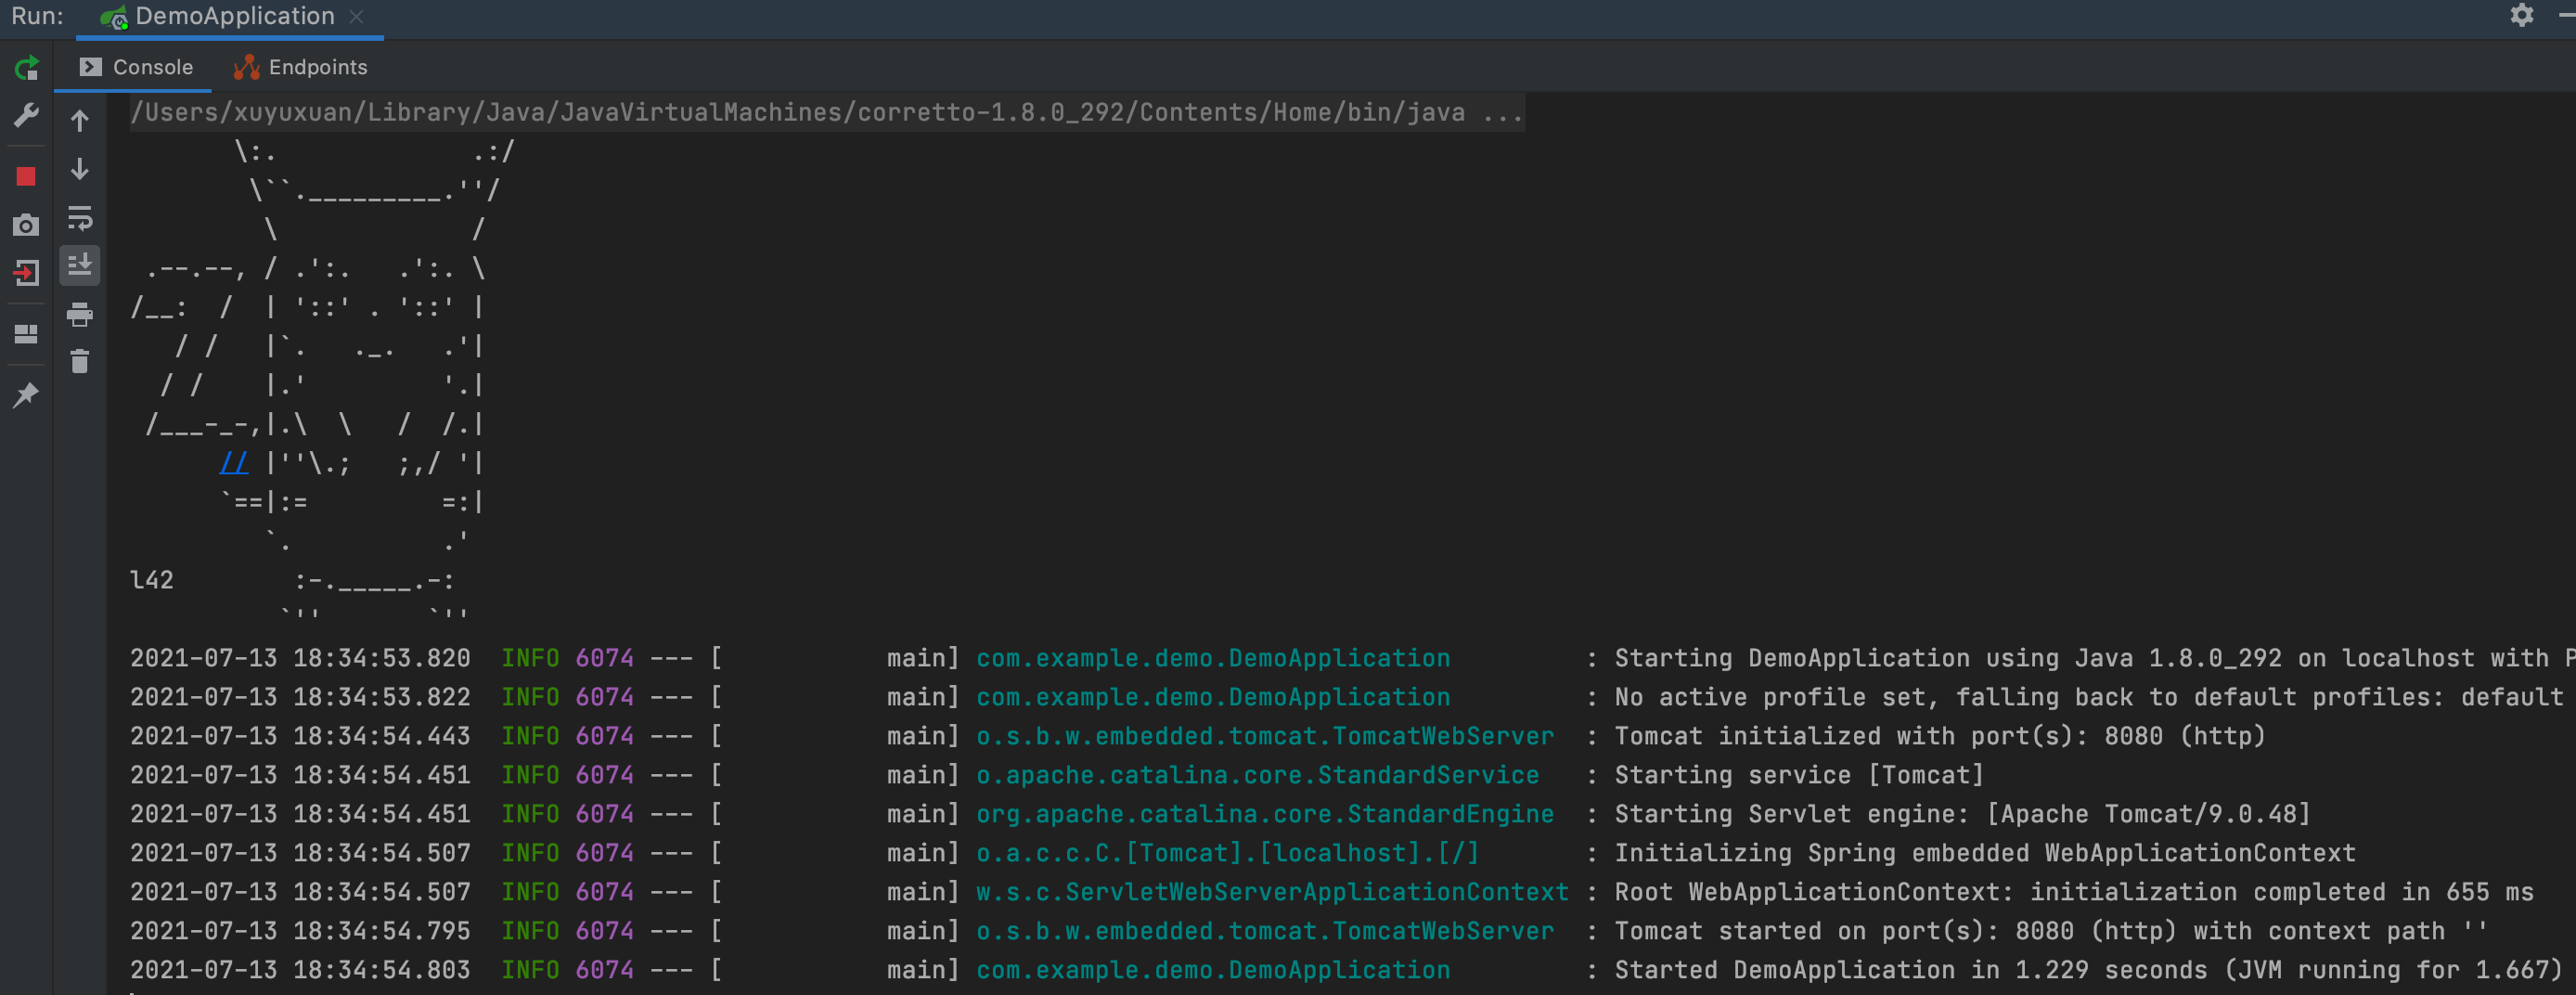 Run: DemoApplication
Console Endpoints
/Users/xuyuxuan/Library/Java/JavaVirtualMachines/corretto-1.8.0_292/Contents/Home/bin/java ...
       \:.             .:/
        \``._________.''/
         \             /
 .--.--, / .':.   .':. \
/__:  /  | '::' . '::' |
   / /   |`.   ._.   .'|
  / /    |.'         '.|
 /___-_-,|.\  \   /  /.|
      // |''\.;   ;,/ '|
      `==|:=         =:|
         `.          .'
l42        :-._____.-:
          `''       `''
2021-07-13 18:34:53.820  INFO 6074 --- [           main] com.example.demo.DemoApplication         : Starting DemoApplication using Java 1.8.0_292 on localhost with P
2021-07-13 18:34:53.822  INFO 6074 --- [           main] com.example.demo.DemoApplication         : No active profile set, falling back to default profiles: default
2021-07-13 18:34:54.443  INFO 6074 --- [           main] o.s.b.w.embedded.tomcat.TomcatWebServer  : Tomcat initialized with port(s): 8080 (http)
2021-07-13 18:34:54.451  INFO 6074 --- [           main] o.apache.catalina.core.StandardService   : Starting service [Tomcat]
2021-07-13 18:34:54.451  INFO 6074 --- [           main] org.apache.catalina.core.StandardEngine  : Starting Servlet engine: [Apache Tomcat/9.0.48]
2021-07-13 18:34:54.507  INFO 6074 --- [           main] o.a.c.c.C.[Tomcat].[localhost].[/]       : Initializing Spring embedded WebApplicationContext
2021-07-13 18:34:54.507  INFO 6074 --- [           main] w.s.c.ServletWebServerApplicationContext : Root WebApplicationContext: initialization completed in 655 ms
2021-07-13 18:34:54.795  INFO 6074 --- [           main] o.s.b.w.embedded.tomcat.TomcatWebServer  : Tomcat started on port(s): 8080 (http) with context path ''
2021-07-13 18:34:54.803  INFO 6074 --- [           main] com.example.demo.DemoApplication         : Started DemoApplication in 1.229 seconds (JVM running for 1.667)